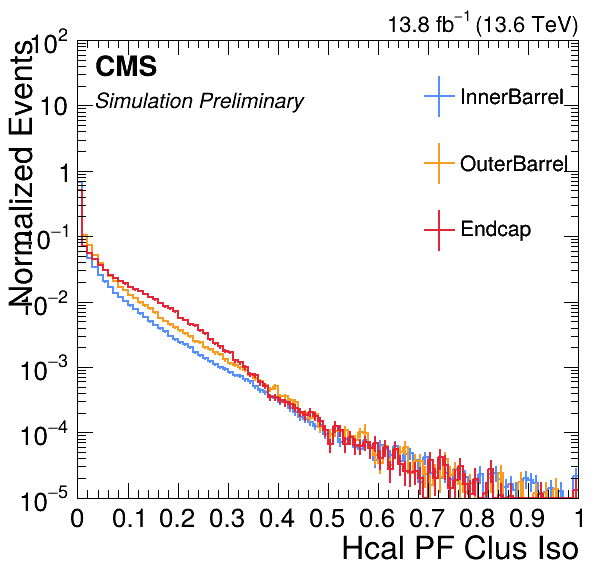 13.8 fb⁻¹ (13.6 TeV)
CMS
Simulation Preliminary
InnerBarrel
OuterBarrel
Endcap
Normalized Events
10²
10
1
10⁻¹
10⁻²
10⁻³
10⁻⁴
10⁻⁵
0 0.1 0.2 0.3 0.4 0.5 0.6 0.7 0.8 0.9 1
Hcal PF Clus Iso